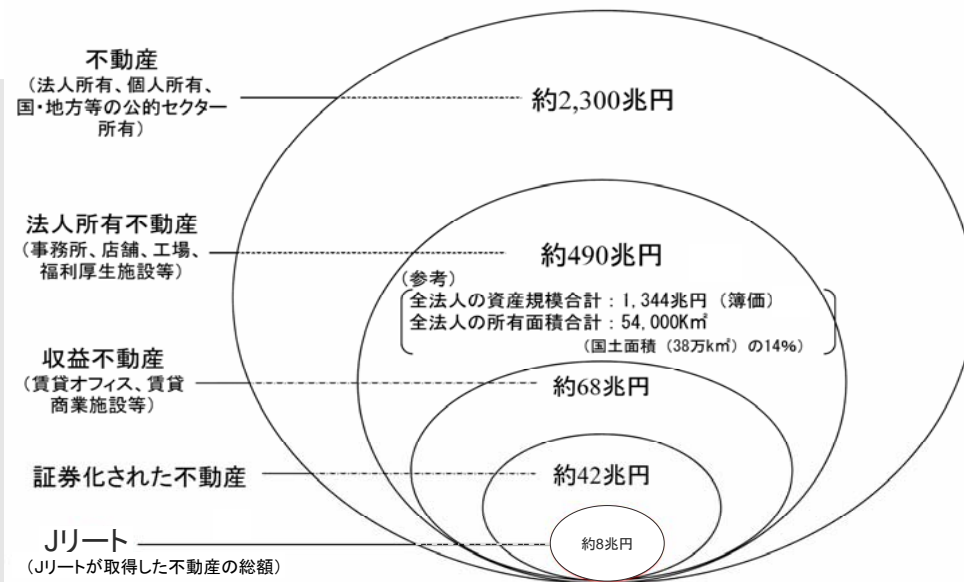 不動産
（法人所有、個人所有、
国・地方等の公的セクター
所有）
約2,300兆円
法人所有不動産
（事務所、店舗、工場、
福利厚生施設等）
約490兆円
（参考）
全法人の資産規模合計：1,344兆円（薄価）
全法人の所有面積合計：54,000K㎡
（国土面積（38万k㎡）の14%）
収益不動産
（賃貸オフィス、賃貸
商業施設等）
約68兆円
証券化された不動産
約42兆円
Jリート
（Jリートが取得した不動産の総額）
約8兆円